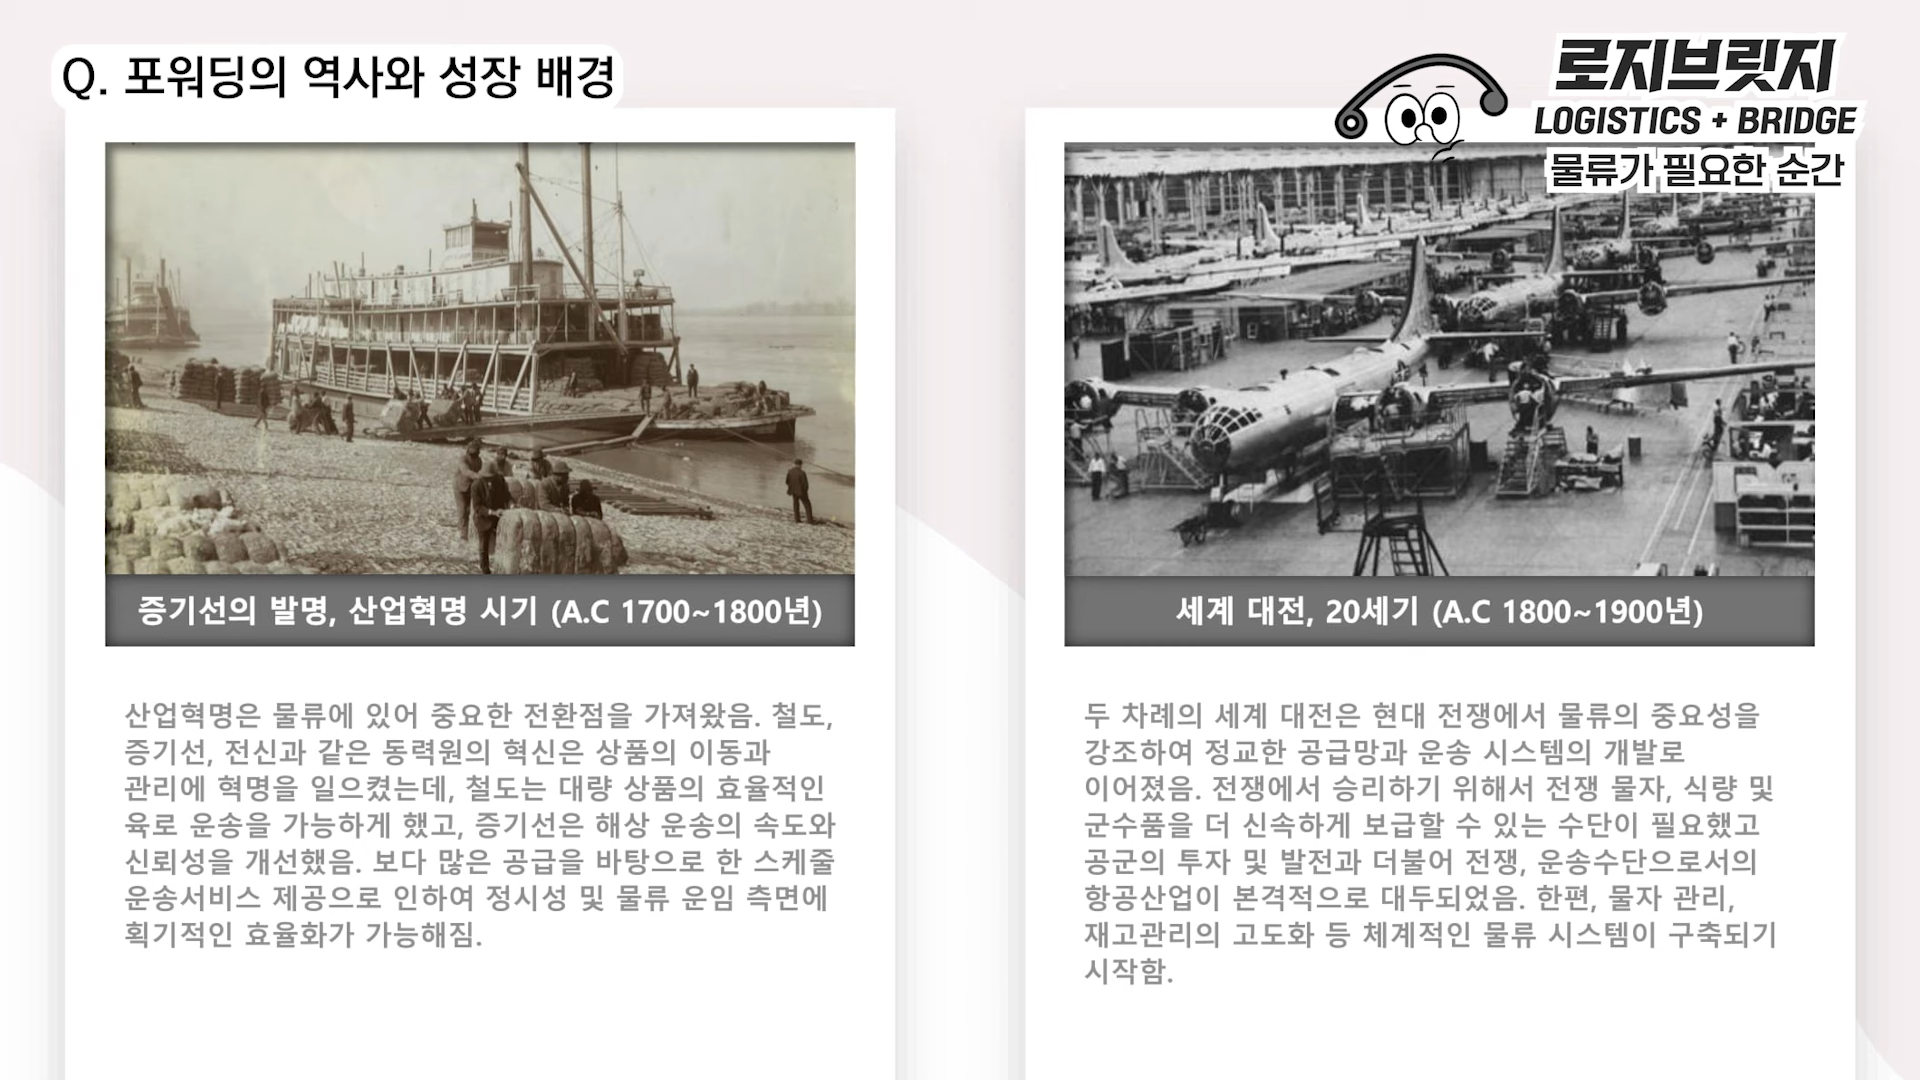 Q. 포워딩의 역사와 성장 배경
로지브릿지
LOGISTICS + BRIDGE
물류가 필요한 순간
증기선의 발명, 산업혁명 시기 (A.C 1700~1800년)
산업혁명은 물류에 있어 중요한 전환점을 가져왔음. 철도,
증기선, 전신과 같은 동력원의 혁신은 상품의 이동과
관리에 혁명을 일으켰는데, 철도는 대량 상품의 효율적인
육로 운송을 가능하게 했고, 증기선은 해상 운송의 속도와
신뢰성을 개선했음. 보다 많은 공급을 바탕으로 한 스케줄
운송서비스 제공으로 인하여 정시성 및 물류 운임 측면에
획기적인 효율화가 가능해짐.
세계 대전, 20세기 (A.C 1800~1900년)
두 차례의 세계 대전은 현대 전쟁에서 물류의 중요성을
강조하여 정교한 공급망과 운송 시스템의 개발로
이어졌음. 전쟁에서 승리하기 위해서 전쟁 물자, 식량 및
군수품을 더 신속하게 보급할 수 있는 수단이 필요했고
공군의 투자 및 발전과 더불어 전쟁, 운송수단으로서의
항공산업이 본격적으로 대두되었음. 한편, 물자 관리,
재고관리의 고도화 등 체계적인 물류 시스템이 구축되기
시작함.